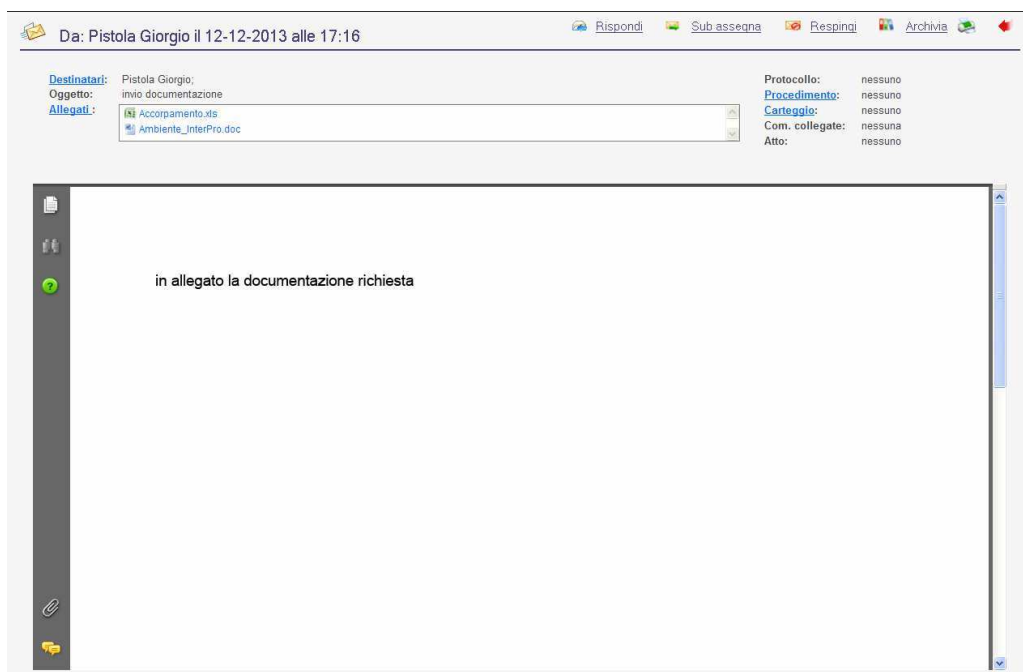 Da: Pistola Giorgio il 12-12-2013 alle 17:16
Rispondi Sub assegna Respingi Archivia
Destinatari: Pistola Giorgio;
Oggetto: invio documentazione
Allegati :
Accorpamento.xls
Ambiente_InterPro.doc
Protocollo: nessuno
Procedimento: nessuno
Carteggio: nessuno
Com. collegate: nessuna
Atto: nessuno
in allegato la documentazione richiesta